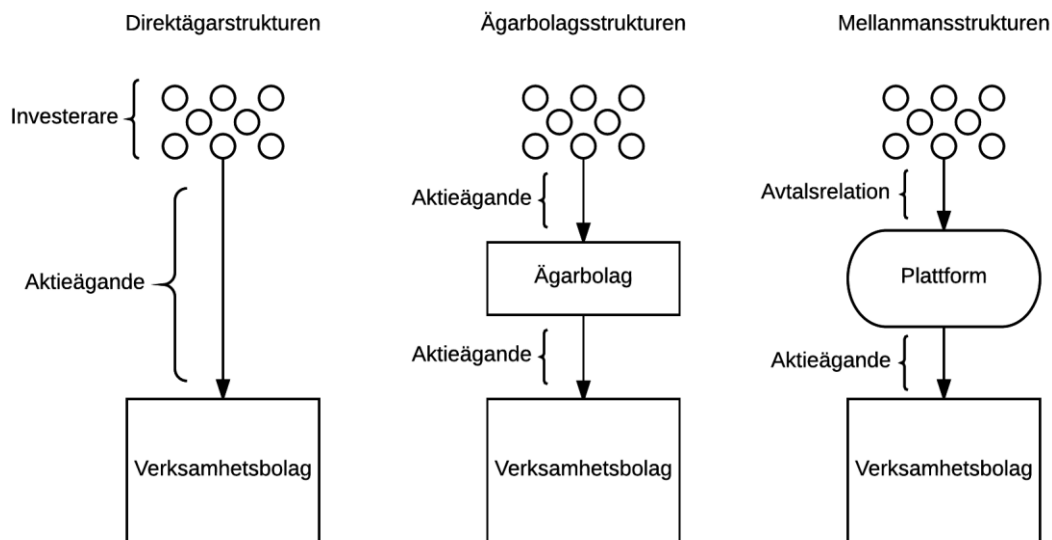 Direktägarstrukturen
Ägarbolagsstrukturen
Mellanmansstrukturen
Investerare
Aktieägande
Aktieägande
Avtalsrelation
Ägarbolag
Plattform
Aktieägande
Aktieägande
Verksamhetsbolag
Verksamhetsbolag
Verksamhetsbolag